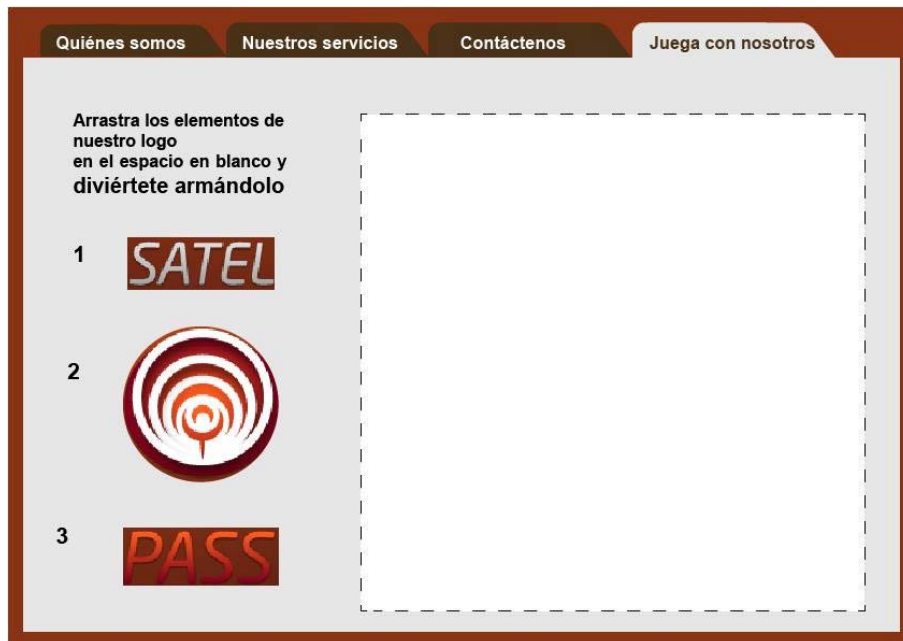 Quiénes somos
Nuestros servicios
Contáctenos
Juega con nosotros
Arrastra los elementos de
nuestro logo
en el espacio en blanco y
diviértete armándolo
1
SATEL
2
3
PASS